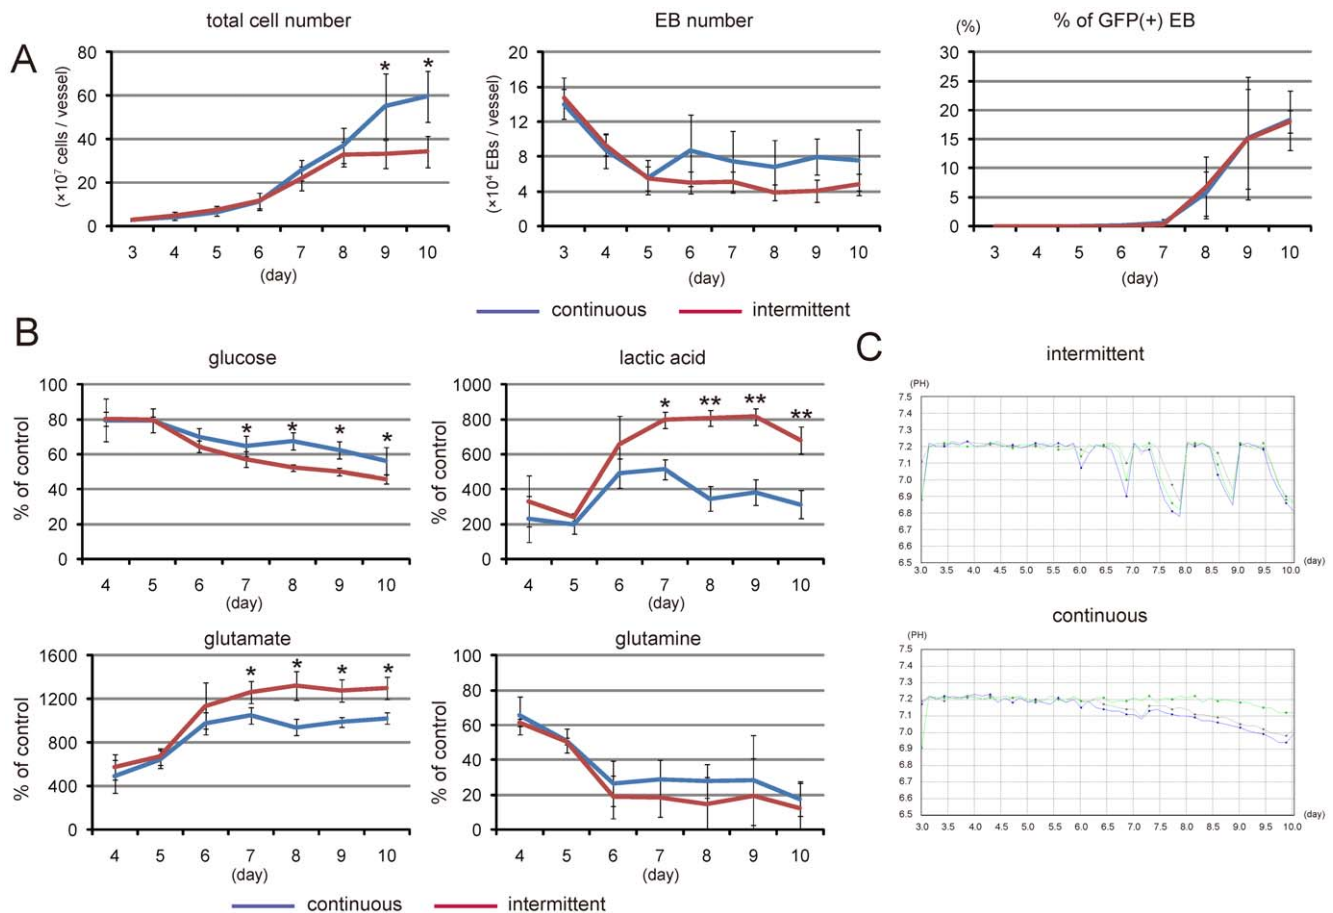 A
total cell number
(×10⁷ cells / vessel)
80
60
40
20
0
* *
3 4 5 6 7 8 9 10
(day)
EB number
(×10⁴ EBs / vessel)
20
16
12
8
4
0
3 4 5 6 7 8 9 10
(day)
% of GFP(+) EB
(%)
30
25
20
15
10
5
0
3 4 5 6 7 8 9 10
(day)
continuous intermittent
B
glucose
% of control
100
80
60
40
20
0
* * * *
4 5 6 7 8 9 10
(day)
lactic acid
% of control
1000
800
600
400
200
0
* ** ** **
4 5 6 7 8 9 10
(day)
glutamate
% of control
1600
1200
800
400
0
* * * *
4 5 6 7 8 9 10
(day)
glutamine
% of control
100
80
60
40
20
0
4 5 6 7 8 9 10
(day)
continuous intermittent
C
intermittent
(PH)
7.5
7.4
7.3
7.2
7.1
7.0
6.9
6.8
6.7
6.6
6.5
3.0 3.5 4.0 4.5 5.0 5.5 6.0 6.5 7.0 7.5 8.0 8.5 9.0 9.5 10.0
(day)
continuous
(PH)
7.5
7.4
7.3
7.2
7.1
7.0
6.9
6.8
6.7
6.6
6.5
3.0 3.5 4.0 4.5 5.0 5.5 6.0 6.5 7.0 7.5 8.0 8.5 9.0 9.5 10.0
(day)